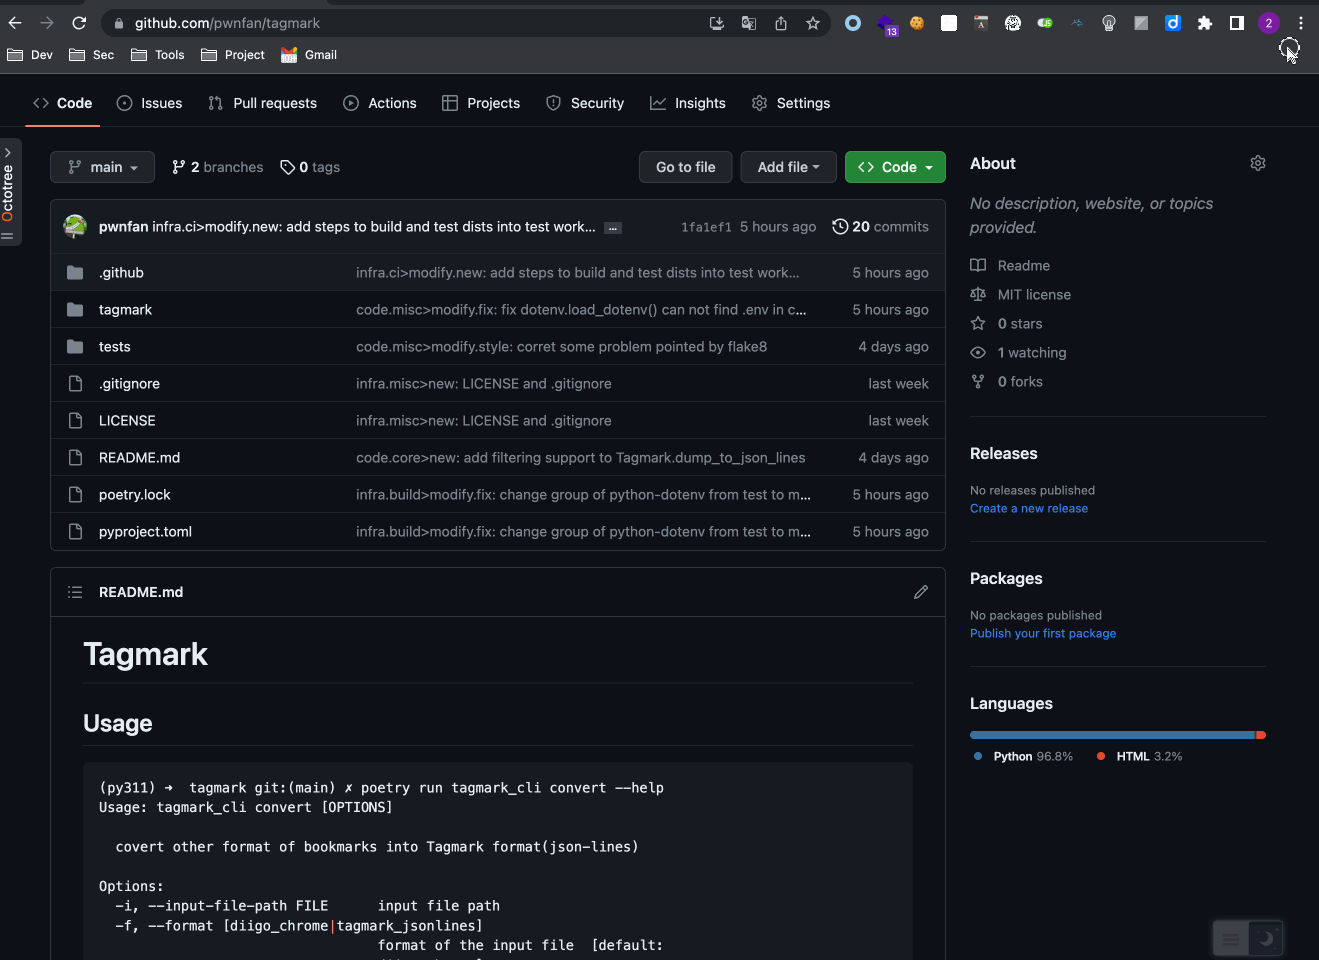 github.com/pwnfan/tagmark
13
2
Dev
Sec
Tools
Project
Gmail
Code
Issues
Pull requests
Actions
Projects
Security
Insights
Settings
Octotree
main
2 branches
0 tags
Go to file
Add file
Code
pwnfan infra.ci>modify.new: add steps to build and test dists into test work... ...
1fa1ef1 5 hours ago
20 commits
.github infra.ci>modify.new: add steps to build and test dists into test work... 5 hours ago
tagmark code.misc>modify.fix: fix dotenv.load_dotenv() can not find .env in c... 5 hours ago
tests code.misc>modify.style: corret some problem pointed by flake8 4 days ago
.gitignore infra.misc>new: LICENSE and .gitignore last week
LICENSE infra.misc>new: LICENSE and .gitignore last week
README.md code.core>new: add filtering support to Tagmark.dump_to_json_lines 4 days ago
poetry.lock infra.build>modify.fix: change group of python-dotenv from test to m... 5 hours ago
pyproject.toml infra.build>modify.fix: change group of python-dotenv from test to m... 5 hours ago
README.md
Tagmark
Usage
(py311) ➜  tagmark git:(main) ✗ poetry run tagmark_cli convert --help
Usage: tagmark_cli convert [OPTIONS]
covert other format of bookmarks into Tagmark format(json-lines)
Options:
-i, --input-file-path FILE input file path
-f, --format [diigo_chrome|tagmark_jsonlines]
format of the input file [default:
About
No description, website, or topics
provided.
Readme
MIT license
0 stars
1 watching
0 forks
Releases
No releases published
Create a new release
Packages
No packages published
Publish your first package
Languages
Python 96.8%
HTML 3.2%